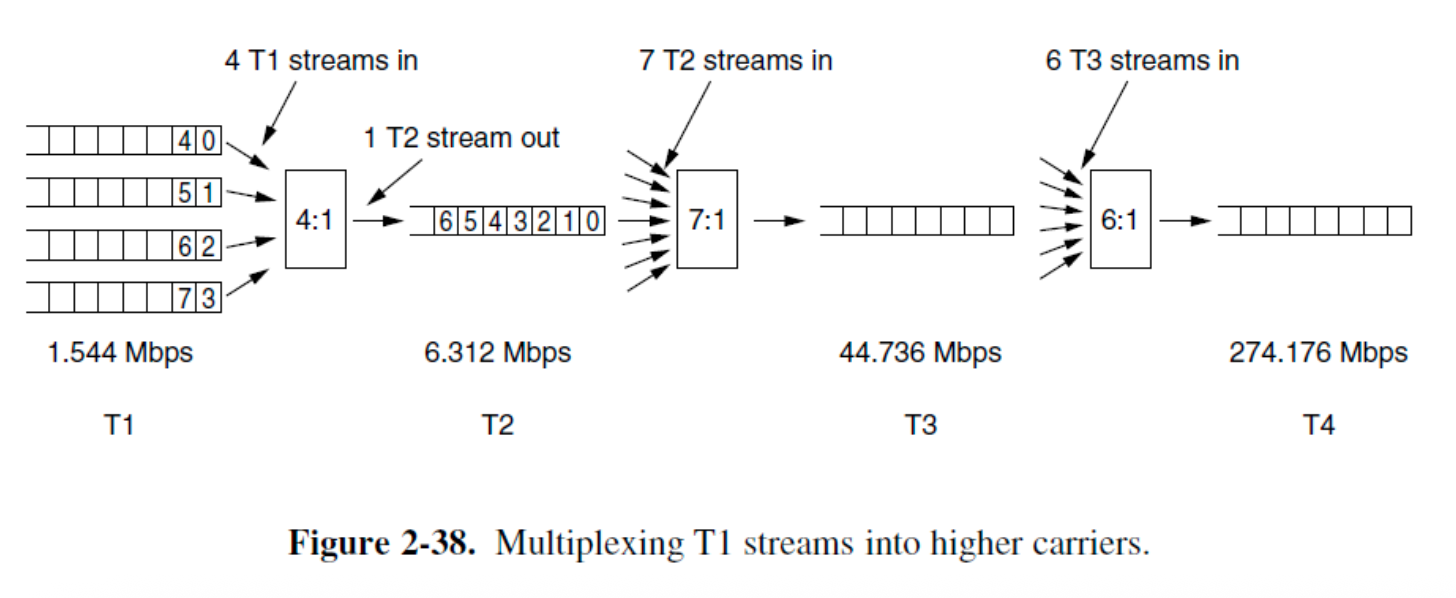 4 T1 streams in
7 T2 streams in
6 T3 streams in
4 0
1 T2 stream out
5 1
4:1
6 5 4 3 2 1 0
7:1
6:1
6 2
7 3
1.544 Mbps
6.312 Mbps
44.736 Mbps
274.176 Mbps
T1
T2
T3
T4
Figure 2-38. Multiplexing T1 streams into higher carriers.